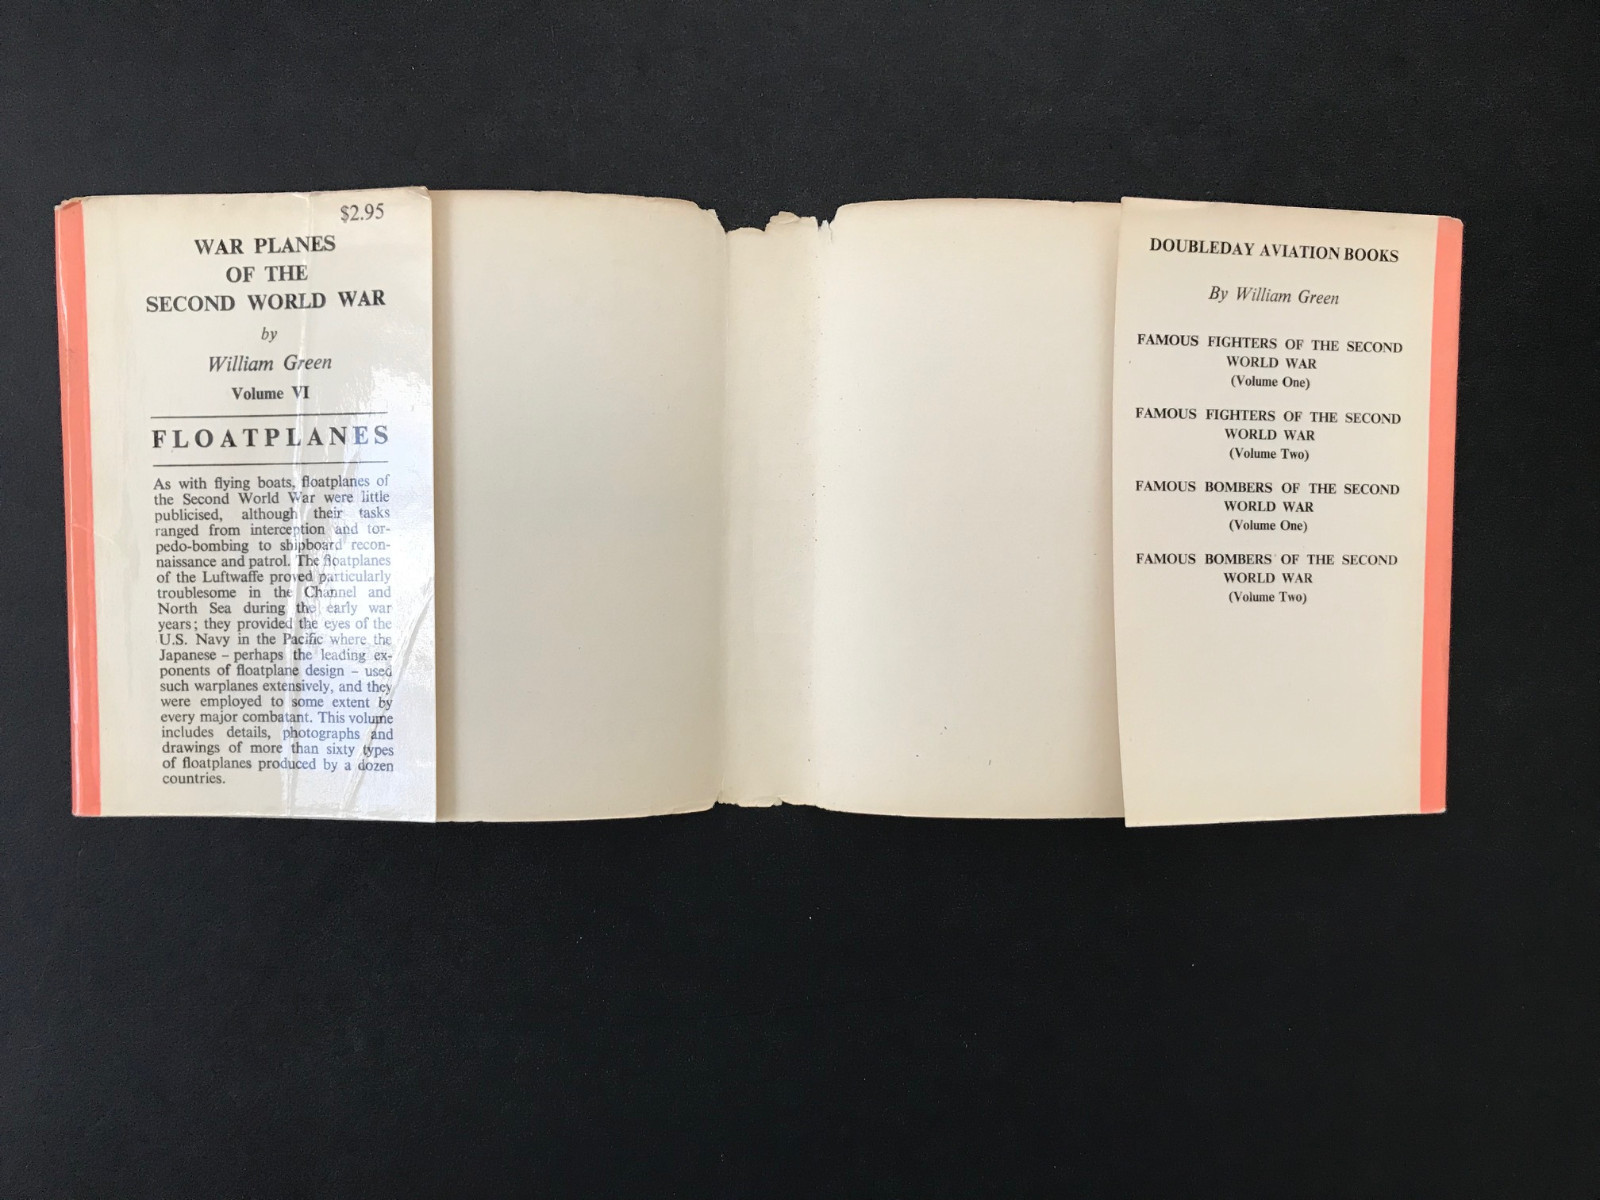 $2.95
WAR PLANES
OF THE
SECOND WORLD WAR
by
William Green
Volume VI
FLOATPLANES
As with flying boats, floatplanes of
the Second World War were little
publicised, although their tasks
ranged from interception and tor-
pedo-bombing to shipboard recon-
naissance and patrol. The floatplanes
of the Luftwaffe proved particularly
troublesome in the Channel and
North Sea during the early war
years; they provided the eyes of the
U.S. Navy in the Pacific where the
Japanese – perhaps the leading ex-
ponents of floatplane design – used
such warplanes extensively, and they
were employed to some extent by
every major combatant. This volume
includes details, photographs and
drawings of more than sixty types
of floatplanes produced by a dozen
countries.
DOUBLEDAY AVIATION BOOKS
By William Green
FAMOUS FIGHTERS OF THE SECOND
WORLD WAR
(Volume One)
FAMOUS FIGHTERS OF THE SECOND
WORLD WAR
(Volume Two)
FAMOUS BOMBERS OF THE SECOND
WORLD WAR
(Volume One)
FAMOUS BOMBERS OF THE SECOND
WORLD WAR
(Volume Two)